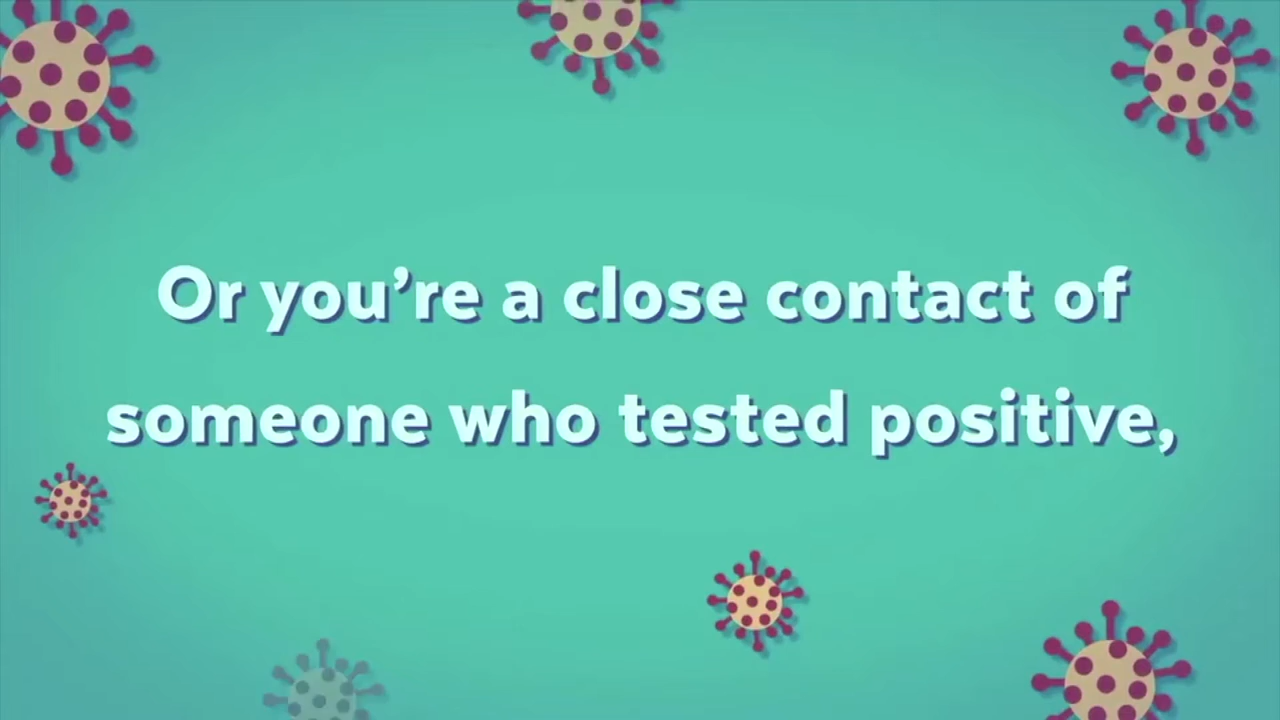 Or you’re a close contact of
someone who tested positive,